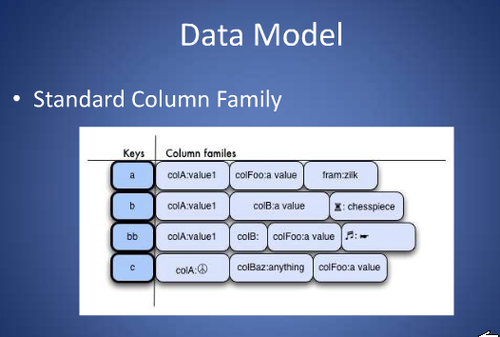 Data Model
• Standard Column Family
Keys Column familes
a colA:value1 colFoo:a value fram:zilk
b colA:value1 colB:a value ♜: chesspiece
bb colA:value1 colB: colFoo:a value ♬:
c colA:☮ colBaz:anything colFoo:a value